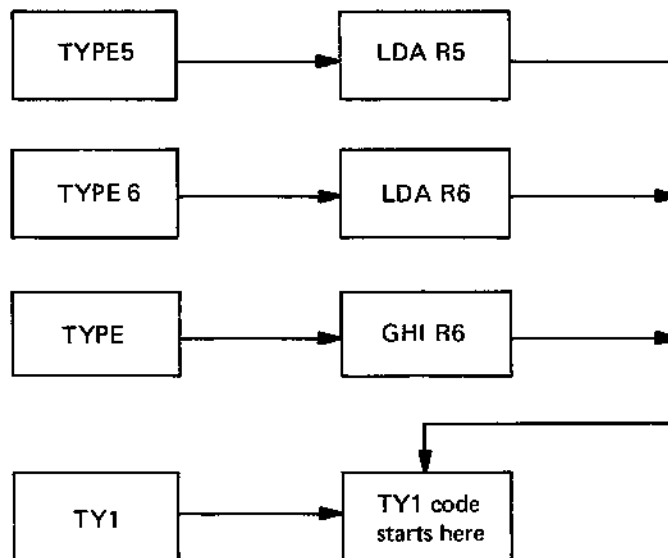 TYPE5
LDA R5
TYPE 6
LDA R6
TYPE
GHI R6
TY1
TY1 code
starts here